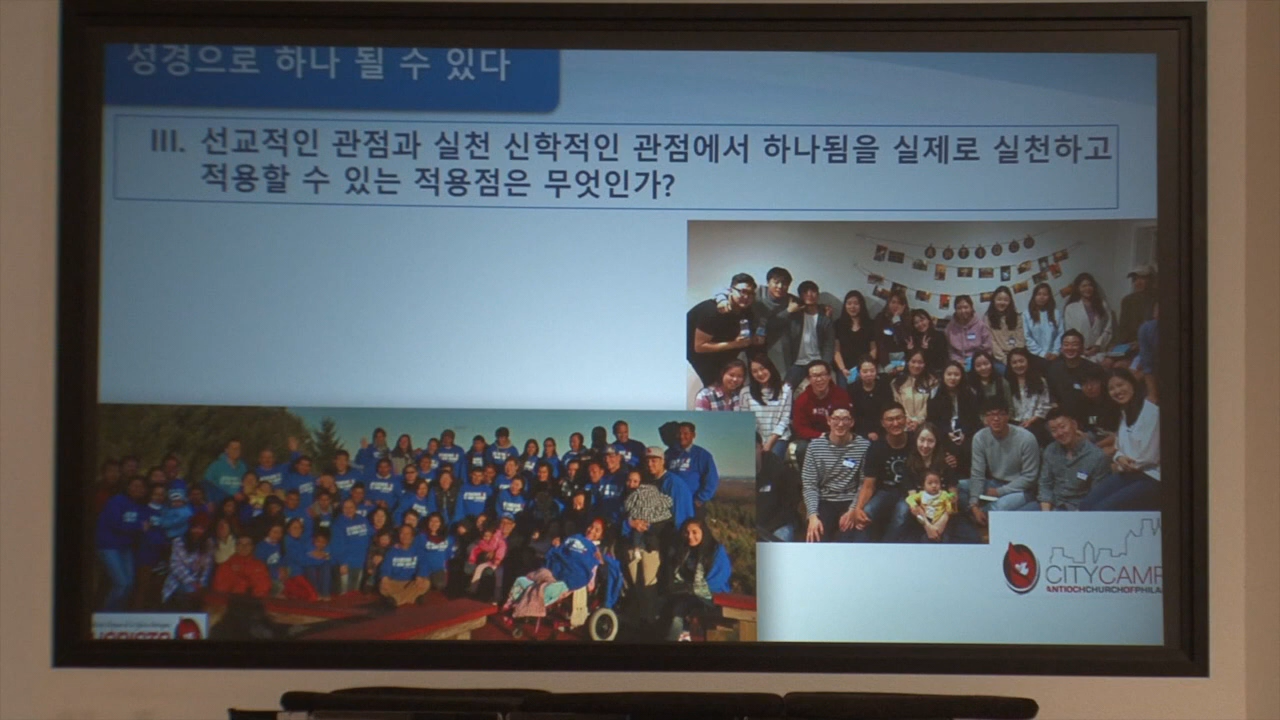 성경으로 하나 될 수 있다
III. 선교적인 관점과 실천 신학적인 관점에서 하나됨을 실제로 실천하고
적용할 수 있는 적용점은 무엇인가?
ANTIOCH
CITYCAMP
ANTIOCHCHURCHOFPHILA